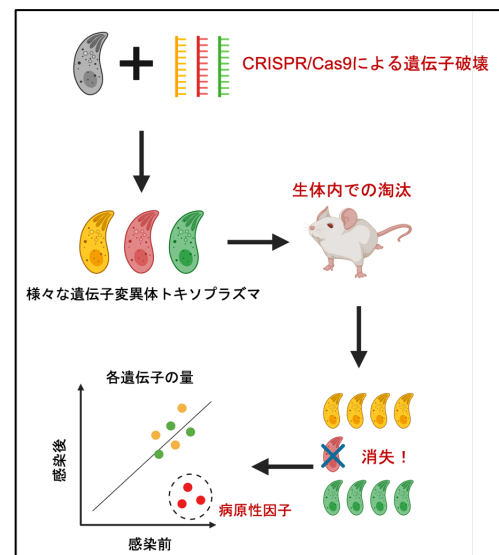 CRISPR/Cas9による遺伝子破壊
生体内での淘汰
様々な遺伝子変異体トキソプラズマ
各遺伝子の量
消失！
感染後
病原性因子
感染前